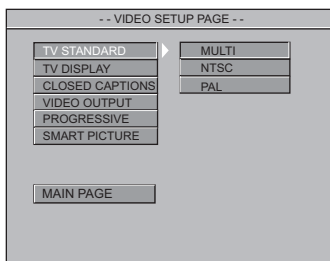 - - VIDEO SETUP PAGE - -
TV STANDARD
MULTI
TV DISPLAY
NTSC
CLOSED CAPTIONS
PAL
VIDEO OUTPUT
PROGRESSIVE
SMART PICTURE
MAIN PAGE